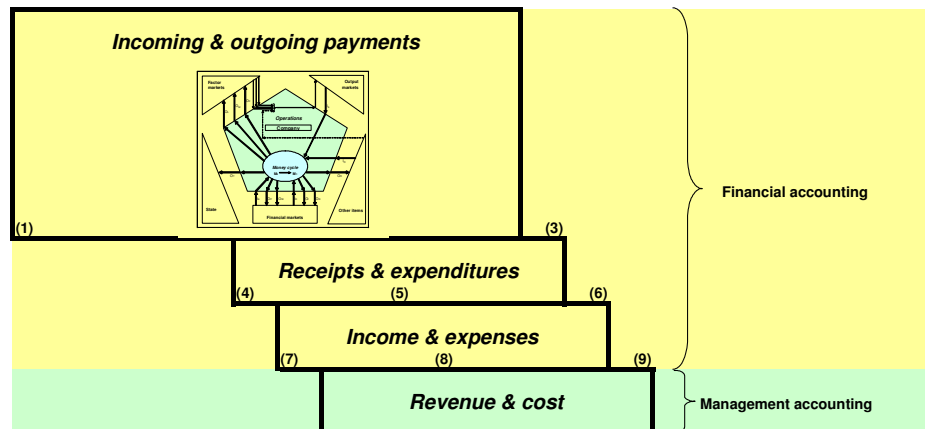 Incoming & outgoing payments
Factor
markets
Output
markets
Operations
Company
Money cycle
State
Financial markets
Other items
Financial accounting
(1)
(3)
Receipts & expenditures
(4)
(5)
(6)
Income & expenses
(7)
(8)
(9)
Revenue & cost
Management accounting